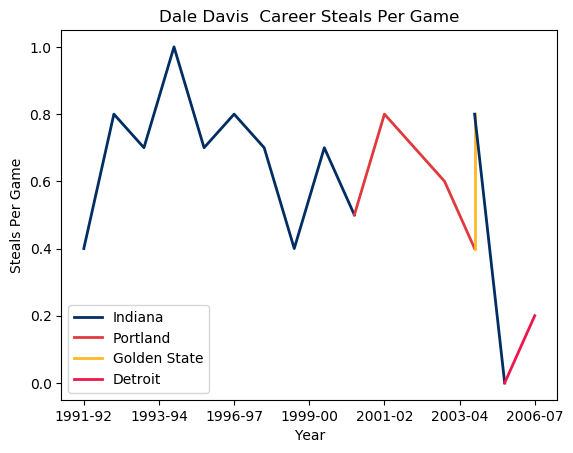 Dale Davis  Career Steals Per Game
Steals Per Game
1.0
0.8
0.6
0.4
0.2
0.0
Indiana
Portland
Golden State
Detroit
1991-92 1993-94 1996-97 1999-00 2001-02 2003-04 2006-07
Year